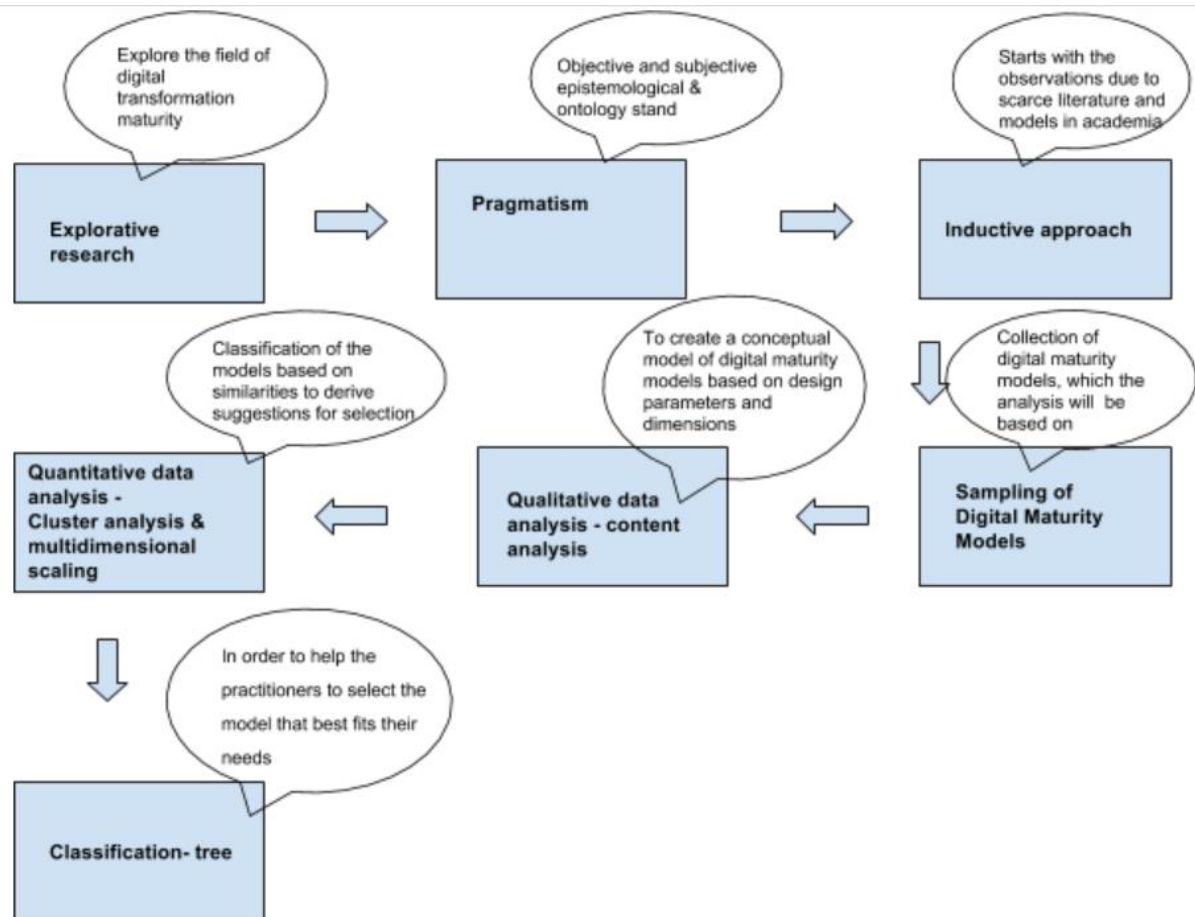 Explore the field of
digital
transformation
maturity
Explorative
research
Objective and subjective
epistemological &
ontology stand
Pragmatism
Starts with the
observations due to
scarce literature and
models in academia
Inductive approach
Collection of
digital maturity
models, which the
analysis will be
based on
Sampling of
Digital Maturity
Models
To create a conceptual
model of digital maturity
models based on design
parameters and
dimensions
Qualitative data
analysis - content
analysis
Classification of the
models based on
similarities to derive
suggestions for selection
Quantitative data
analysis -
Cluster analysis &
multidimensional
scaling
In order to help the
practitioners to select the
model that best fits their
needs
Classification- tree